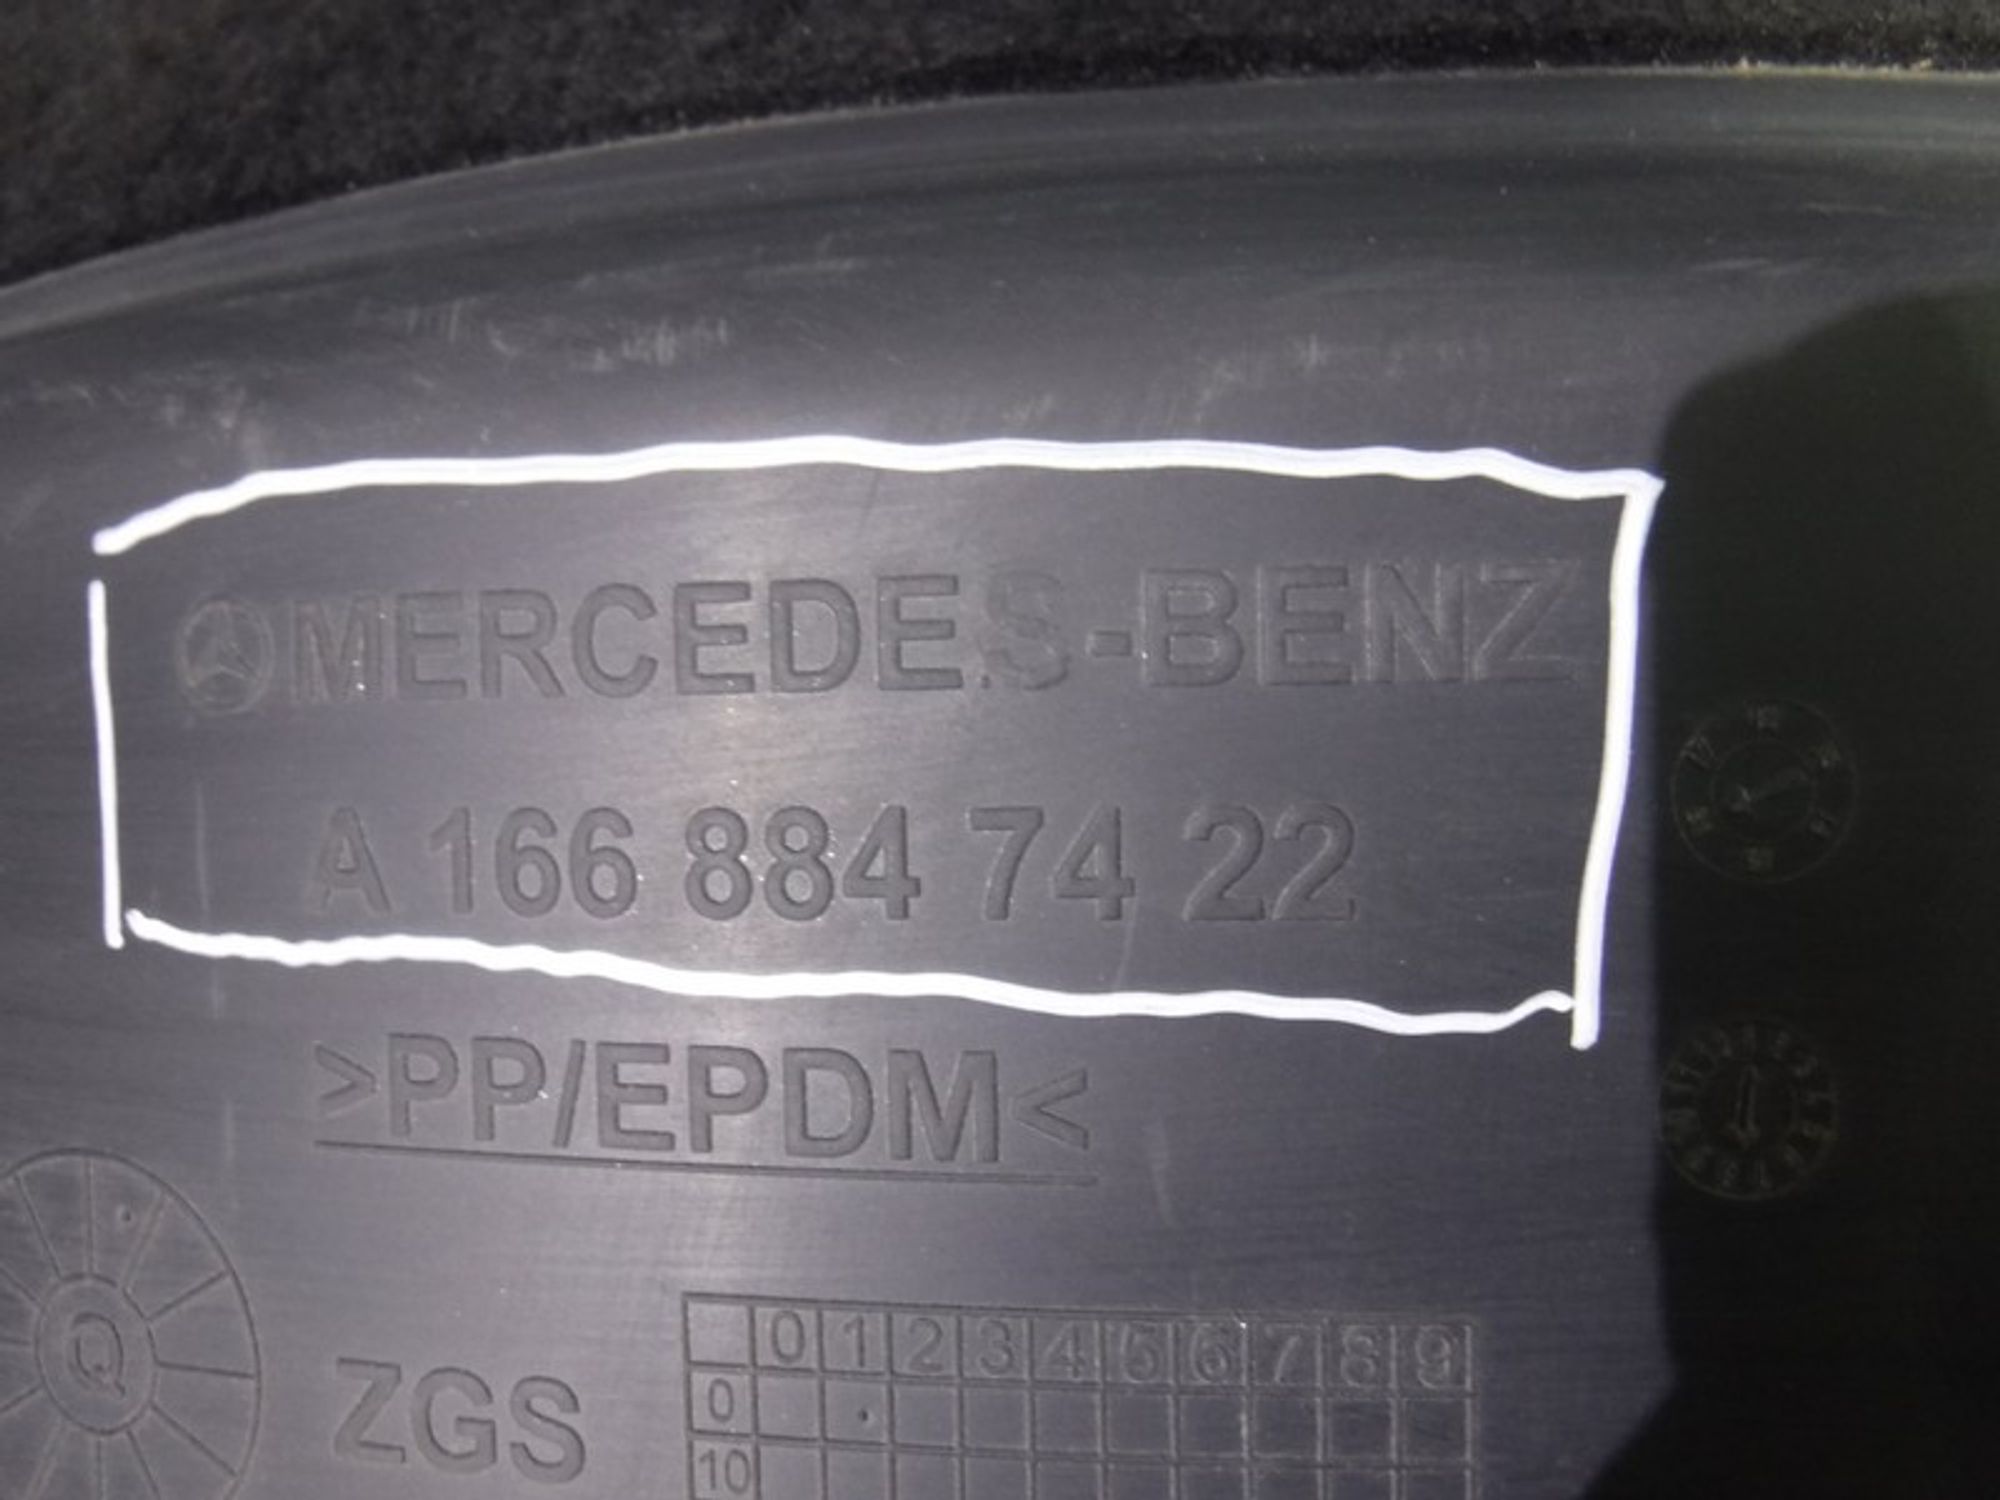 MERCEDES-BENZ
A 166 884 74 22
>PP/EPDM<
Q
ZGS
0 1 2 3 4 5 6 7 8 9
0
10